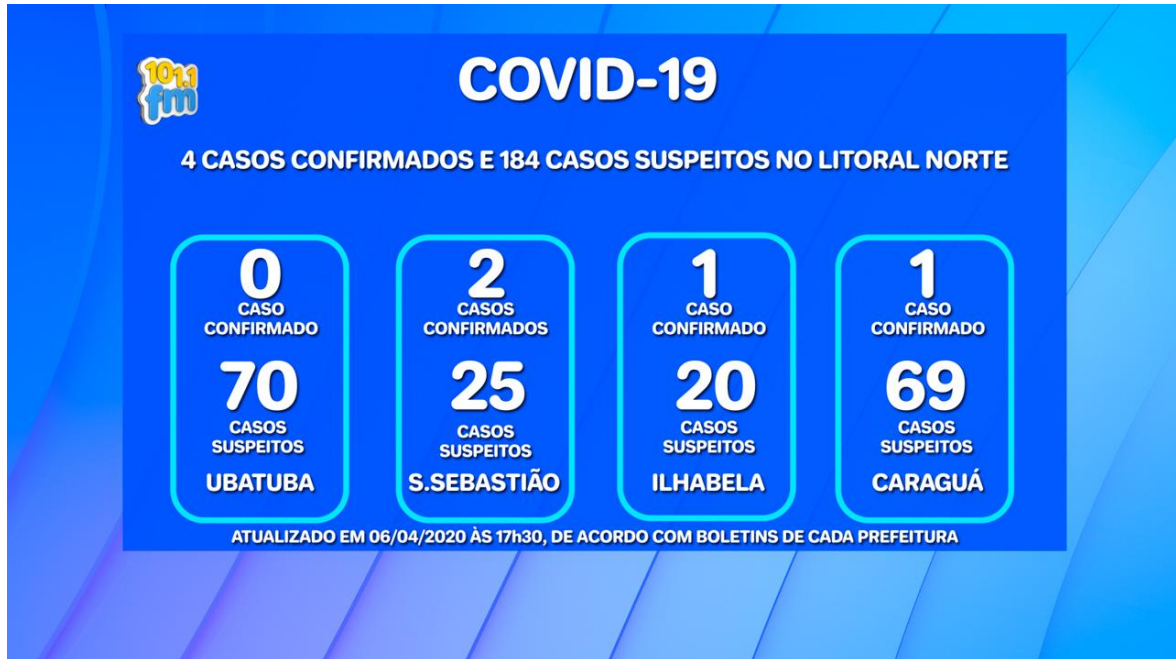 101.1
fm
COVID-19
4 CASOS CONFIRMADOS E 184 CASOS SUSPEITOS NO LITORAL NORTE
0
CASO
CONFIRMADO
70
CASOS
SUSPEITOS
UBATUBA
2
CASOS
CONFIRMADOS
25
CASOS
SUSPEITOS
S.SEBASTIÃO
1
CASO
CONFIRMADO
20
CASOS
SUSPEITOS
ILHABELA
1
CASO
CONFIRMADO
69
CASOS
SUSPEITOS
CARAGUÁ
ATUALIZADO EM 06/04/2020 ÀS 17h30, DE ACORDO COM BOLETINS DE CADA PREFEITURA